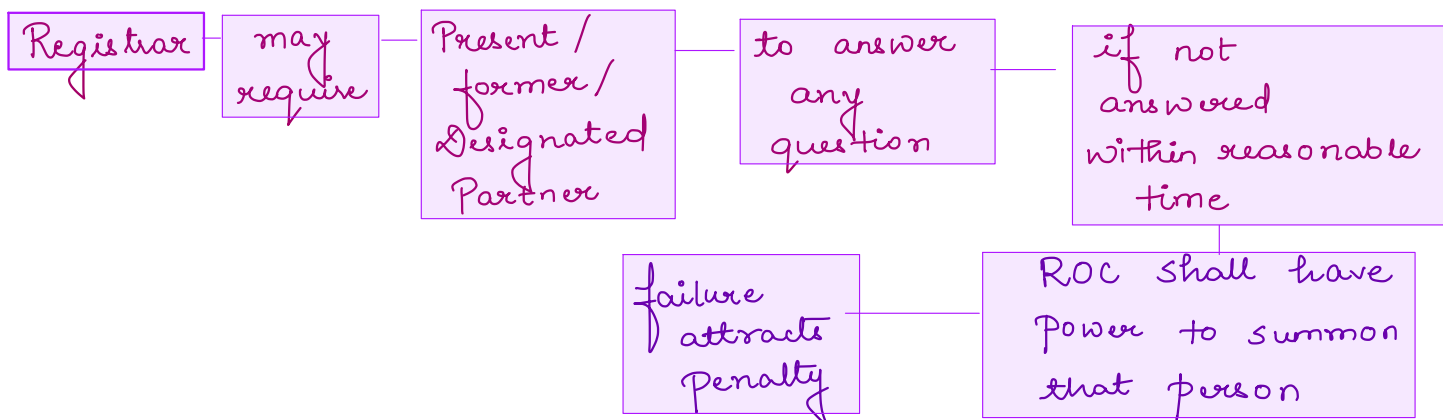 Registrar
may
require
Present /
former /
Designated
Partner
to answer
any
question
if not
answered
within reasonable
time
ROC shall have
Power to summon
that person
failure
attracts
Penalty